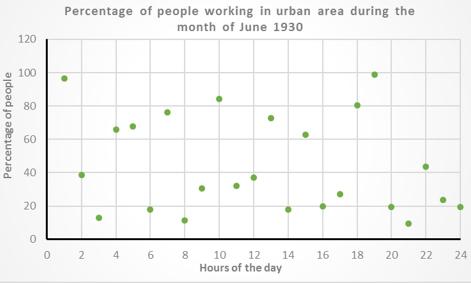 Percentage of people working in urban area during the
month of June 1930
120
100
80
60
40
20
0
Percentage of people
0 2 4 6 8 10 12 14 16 18 20 22 24
Hours of the day